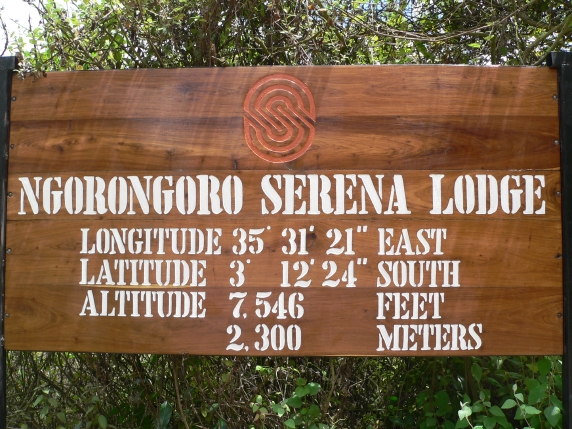 NGORONGORO SERENA LODGE
LONGITUDE 35° 31' 21" EAST
LATITUDE 3° 12' 24" SOUTH
ALTITUDE 7,546 FEET
2,300 METERS